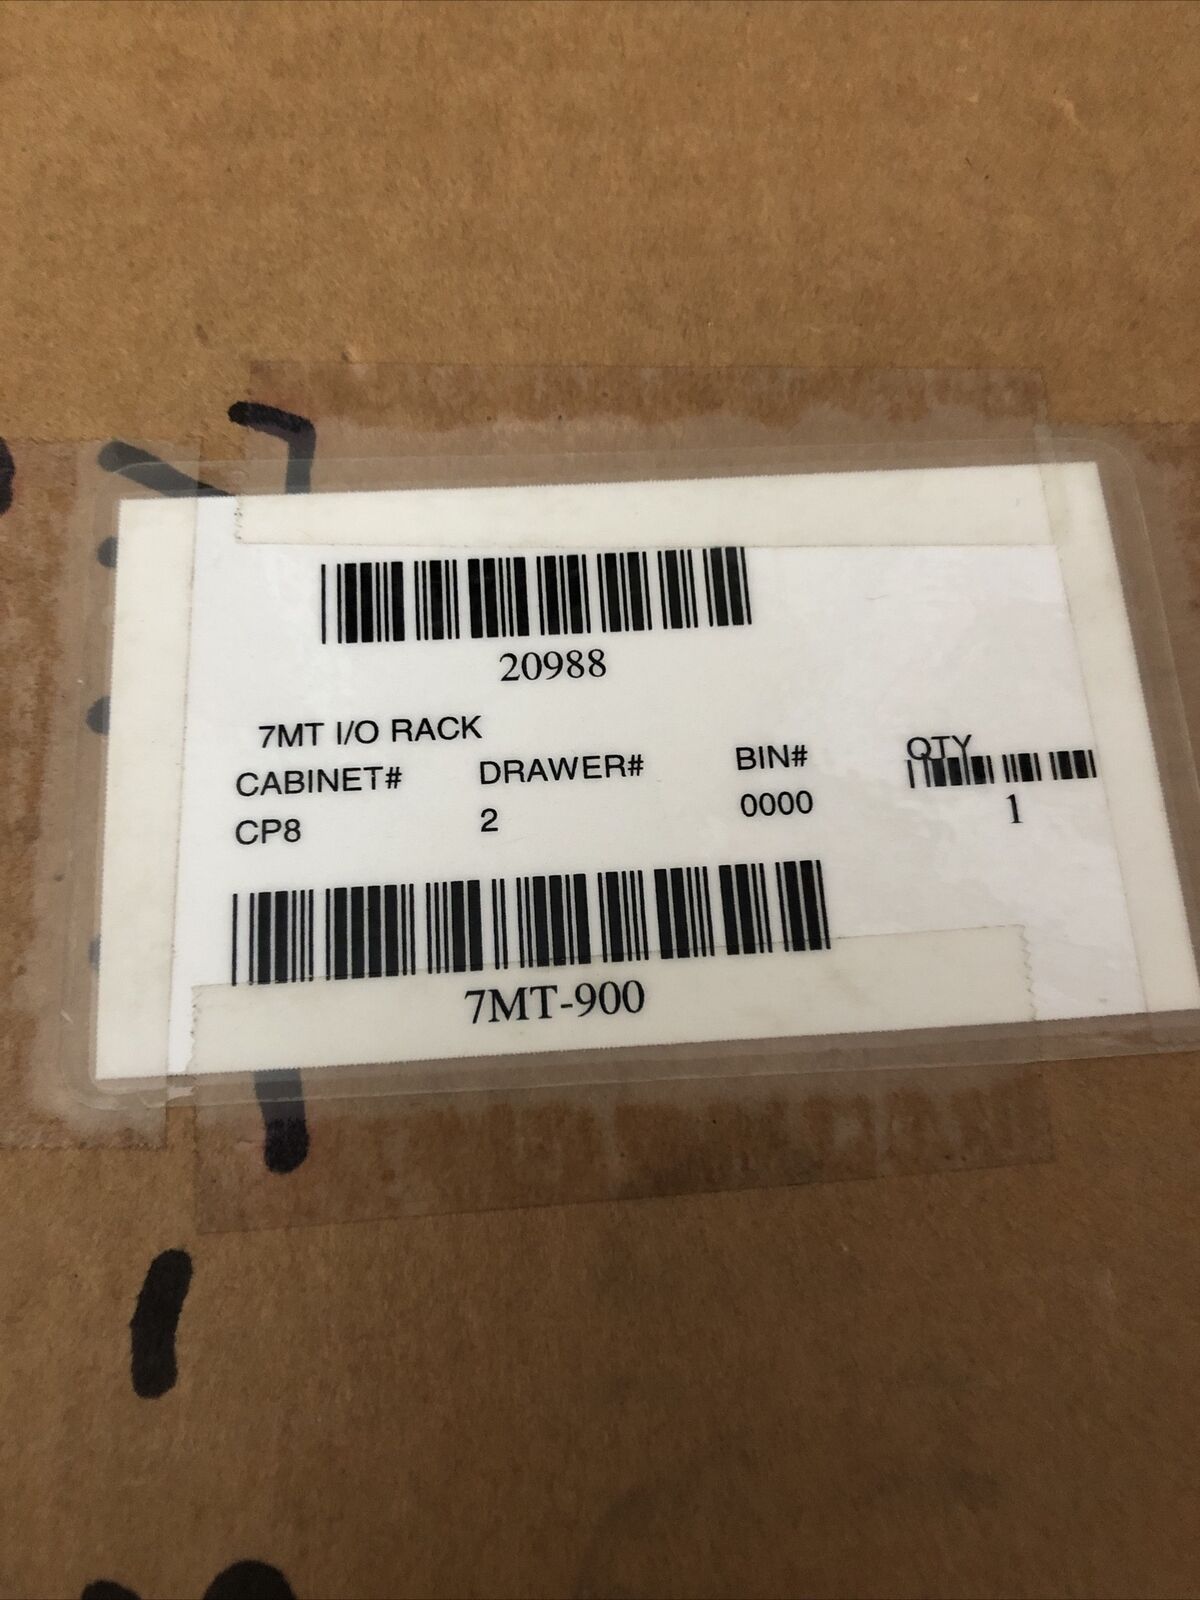 20988
7MT I/O RACK
CABINET# DRAWER# BIN# QTY
CP8 2 0000 1
7MT-900